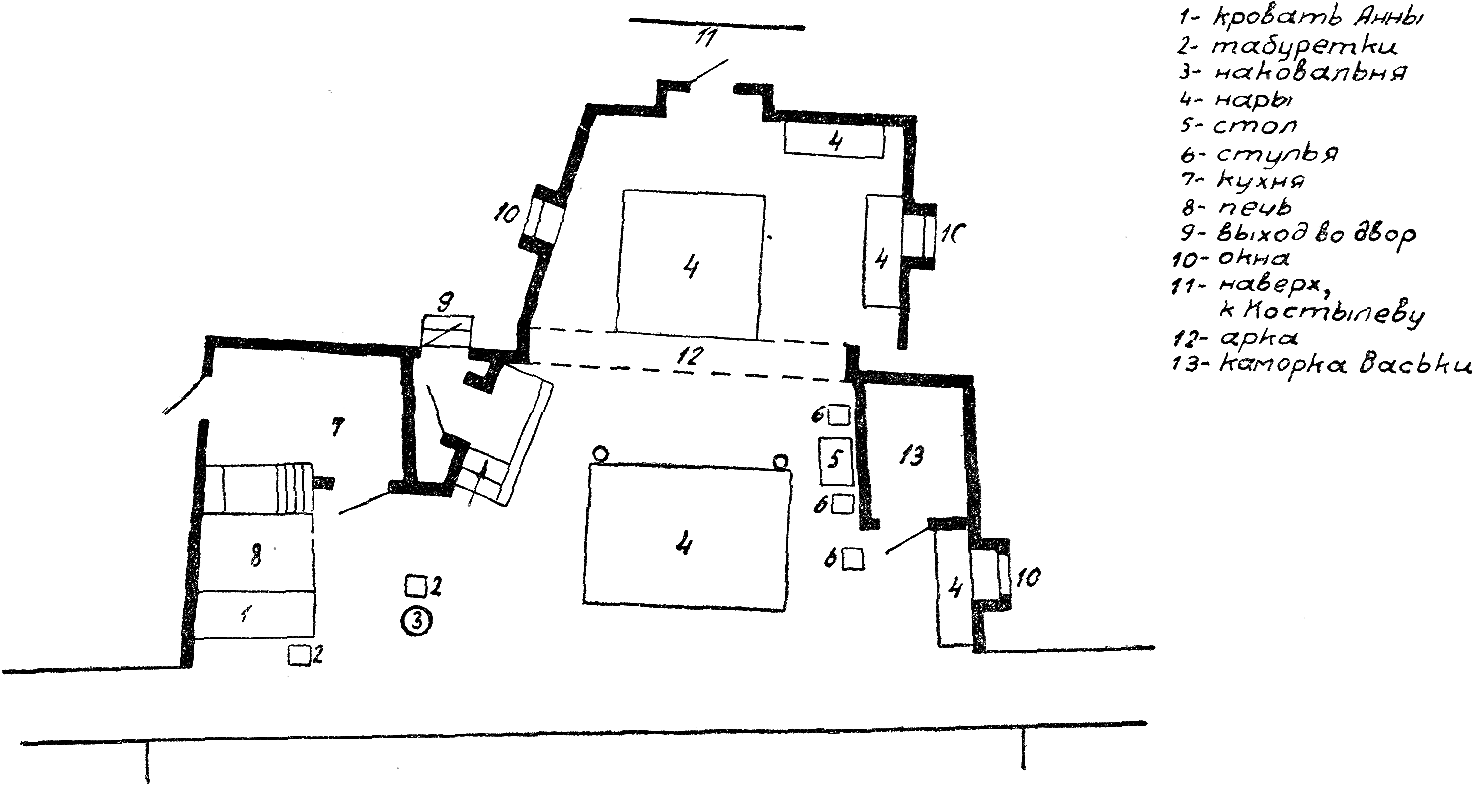 11
1- кровать Анны
2- табуретки
3- наковальня
4- нары
5- стол
6- стулья
7- кухня
8- печь
9- выход во двор
10- окна
11- наверх,
к Костылеву
12- арка
13- каморка Васьки
4
10
4
4
10
9
12
7
6
5
13
6
8
4
6
4
10
2
1
3
2